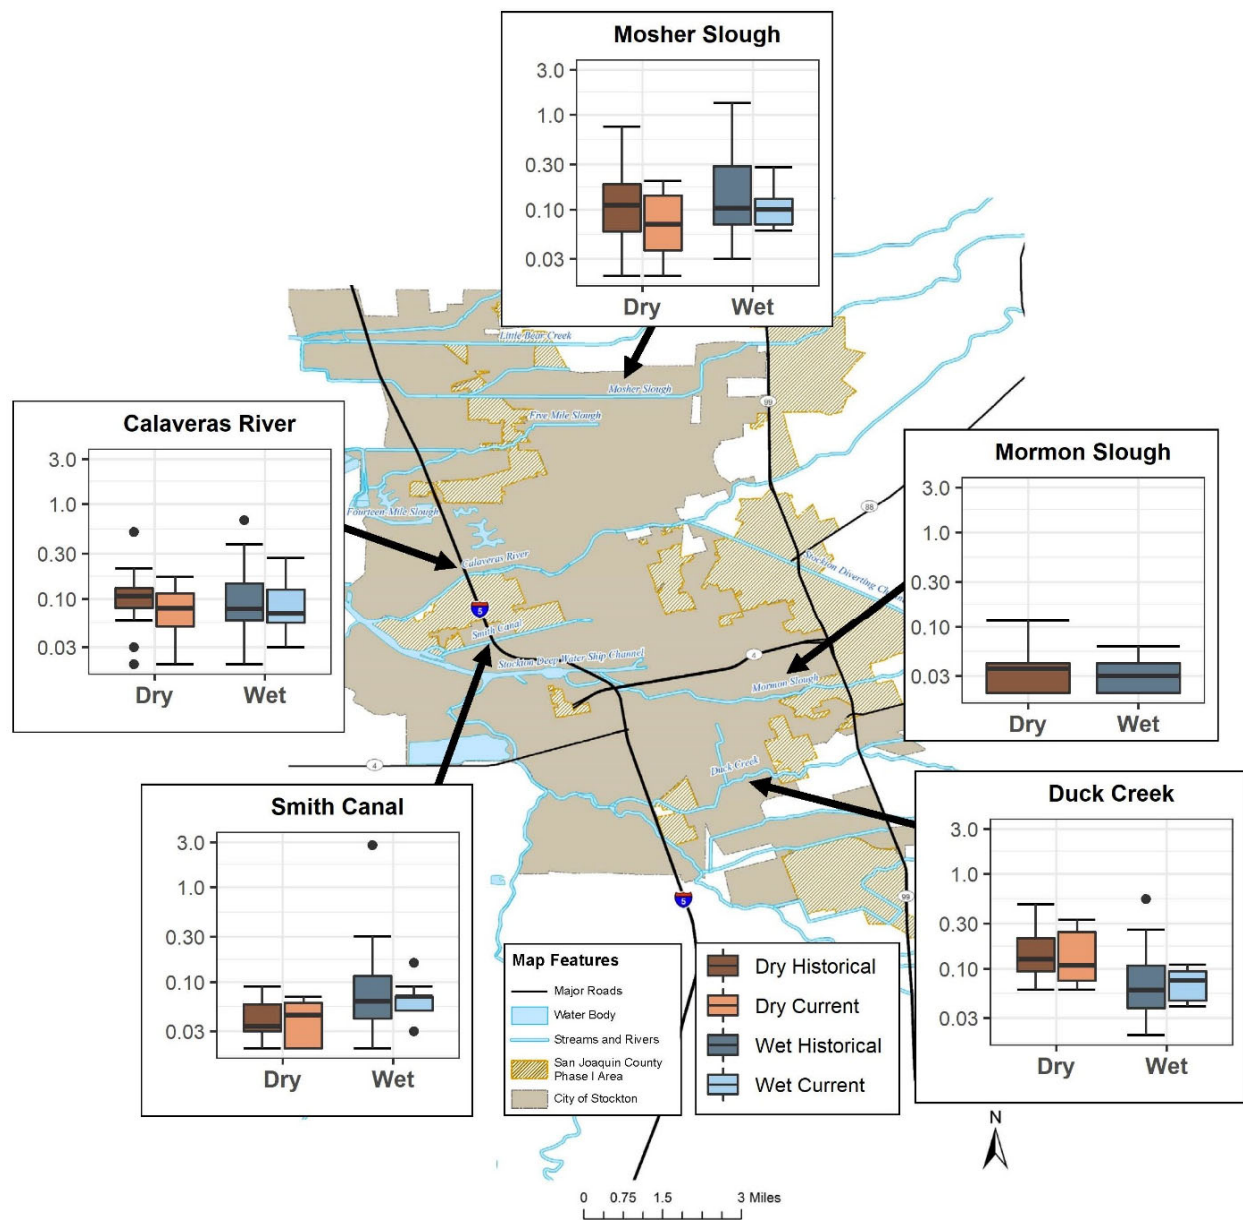 Mosher Slough
3.0
1.0
0.30
0.10
0.03
Dry
Wet
Little Bear Creek
Mosher Slough
Five Mile Slough
99
Calaveras River
3.0
1.0
0.30
0.10
0.03
Dry
Wet
Mormon Slough
3.0
1.0
0.30
0.10
0.03
Dry
Wet
Fourteen-Mile Slough
88
Calaveras River
Stockton Diverting
5
Smith Canal
Stockton Deep Water Ship Channel
4
Mormon Slough
4
Duck Creek
Smith Canal
3.0
1.0
0.30
0.10
0.03
Dry
Wet
Duck Creek
3.0
1.0
0.30
0.10
0.03
Dry
Wet
5
99
Map Features
Major Roads
Water Body
Streams and Rivers
San Joaquin County
Phase I Area
City of Stockton
Dry Historical
Dry Current
Wet Historical
Wet Current
N
0 0.75 1.5 3 Miles